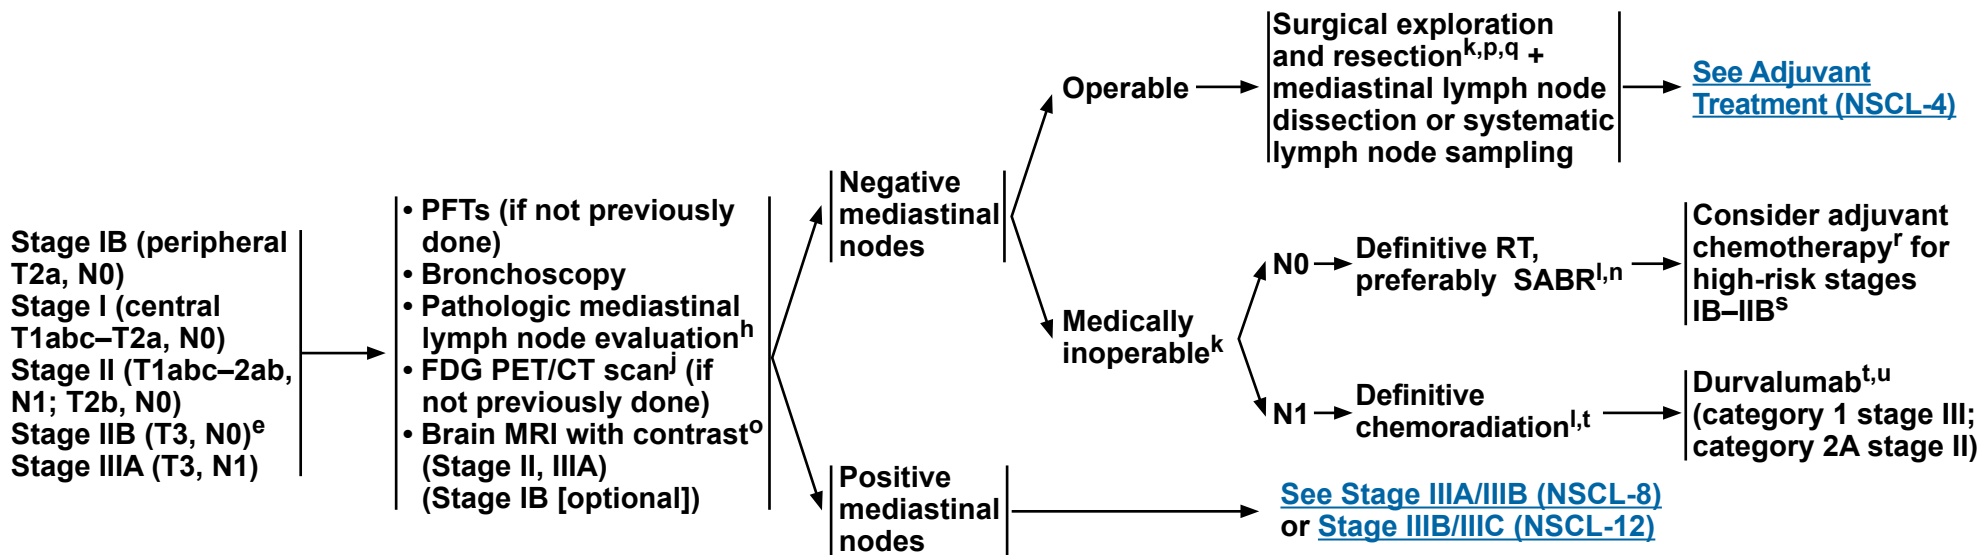 Stage IB (peripheral
T2a, N0)
Stage I (central
T1abc–T2a, N0)
Stage II (T1abc–2ab,
N1; T2b, N0)
Stage IIB (T3, N0)e
Stage IIIA (T3, N1)
• PFTs (if not previously
done)
• Bronchoscopy
• Pathologic mediastinal
lymph node evaluationh
• FDG PET/CT scanj (if
not previously done)
• Brain MRI with contrasto
(Stage II, IIIA)
(Stage IB [optional])
Negative
mediastinal
nodes
Operable
Surgical exploration
and resectionk,p,q +
mediastinal lymph node
dissection or systematic
lymph node sampling
See Adjuvant
Treatment (NSCL-4)
Medically
inoperablek
N0
Definitive RT,
preferably SABRl,n
Consider adjuvant
chemotherapyr for
high-risk stages
IB–IIBs
N1
Definitive
chemoradiationl,t
Durvalumabt,u
(category 1 stage III;
category 2A stage II)
Positive
mediastinal
nodes
See Stage IIIA/IIIB (NSCL-8)
or Stage IIIB/IIIC (NSCL-12)